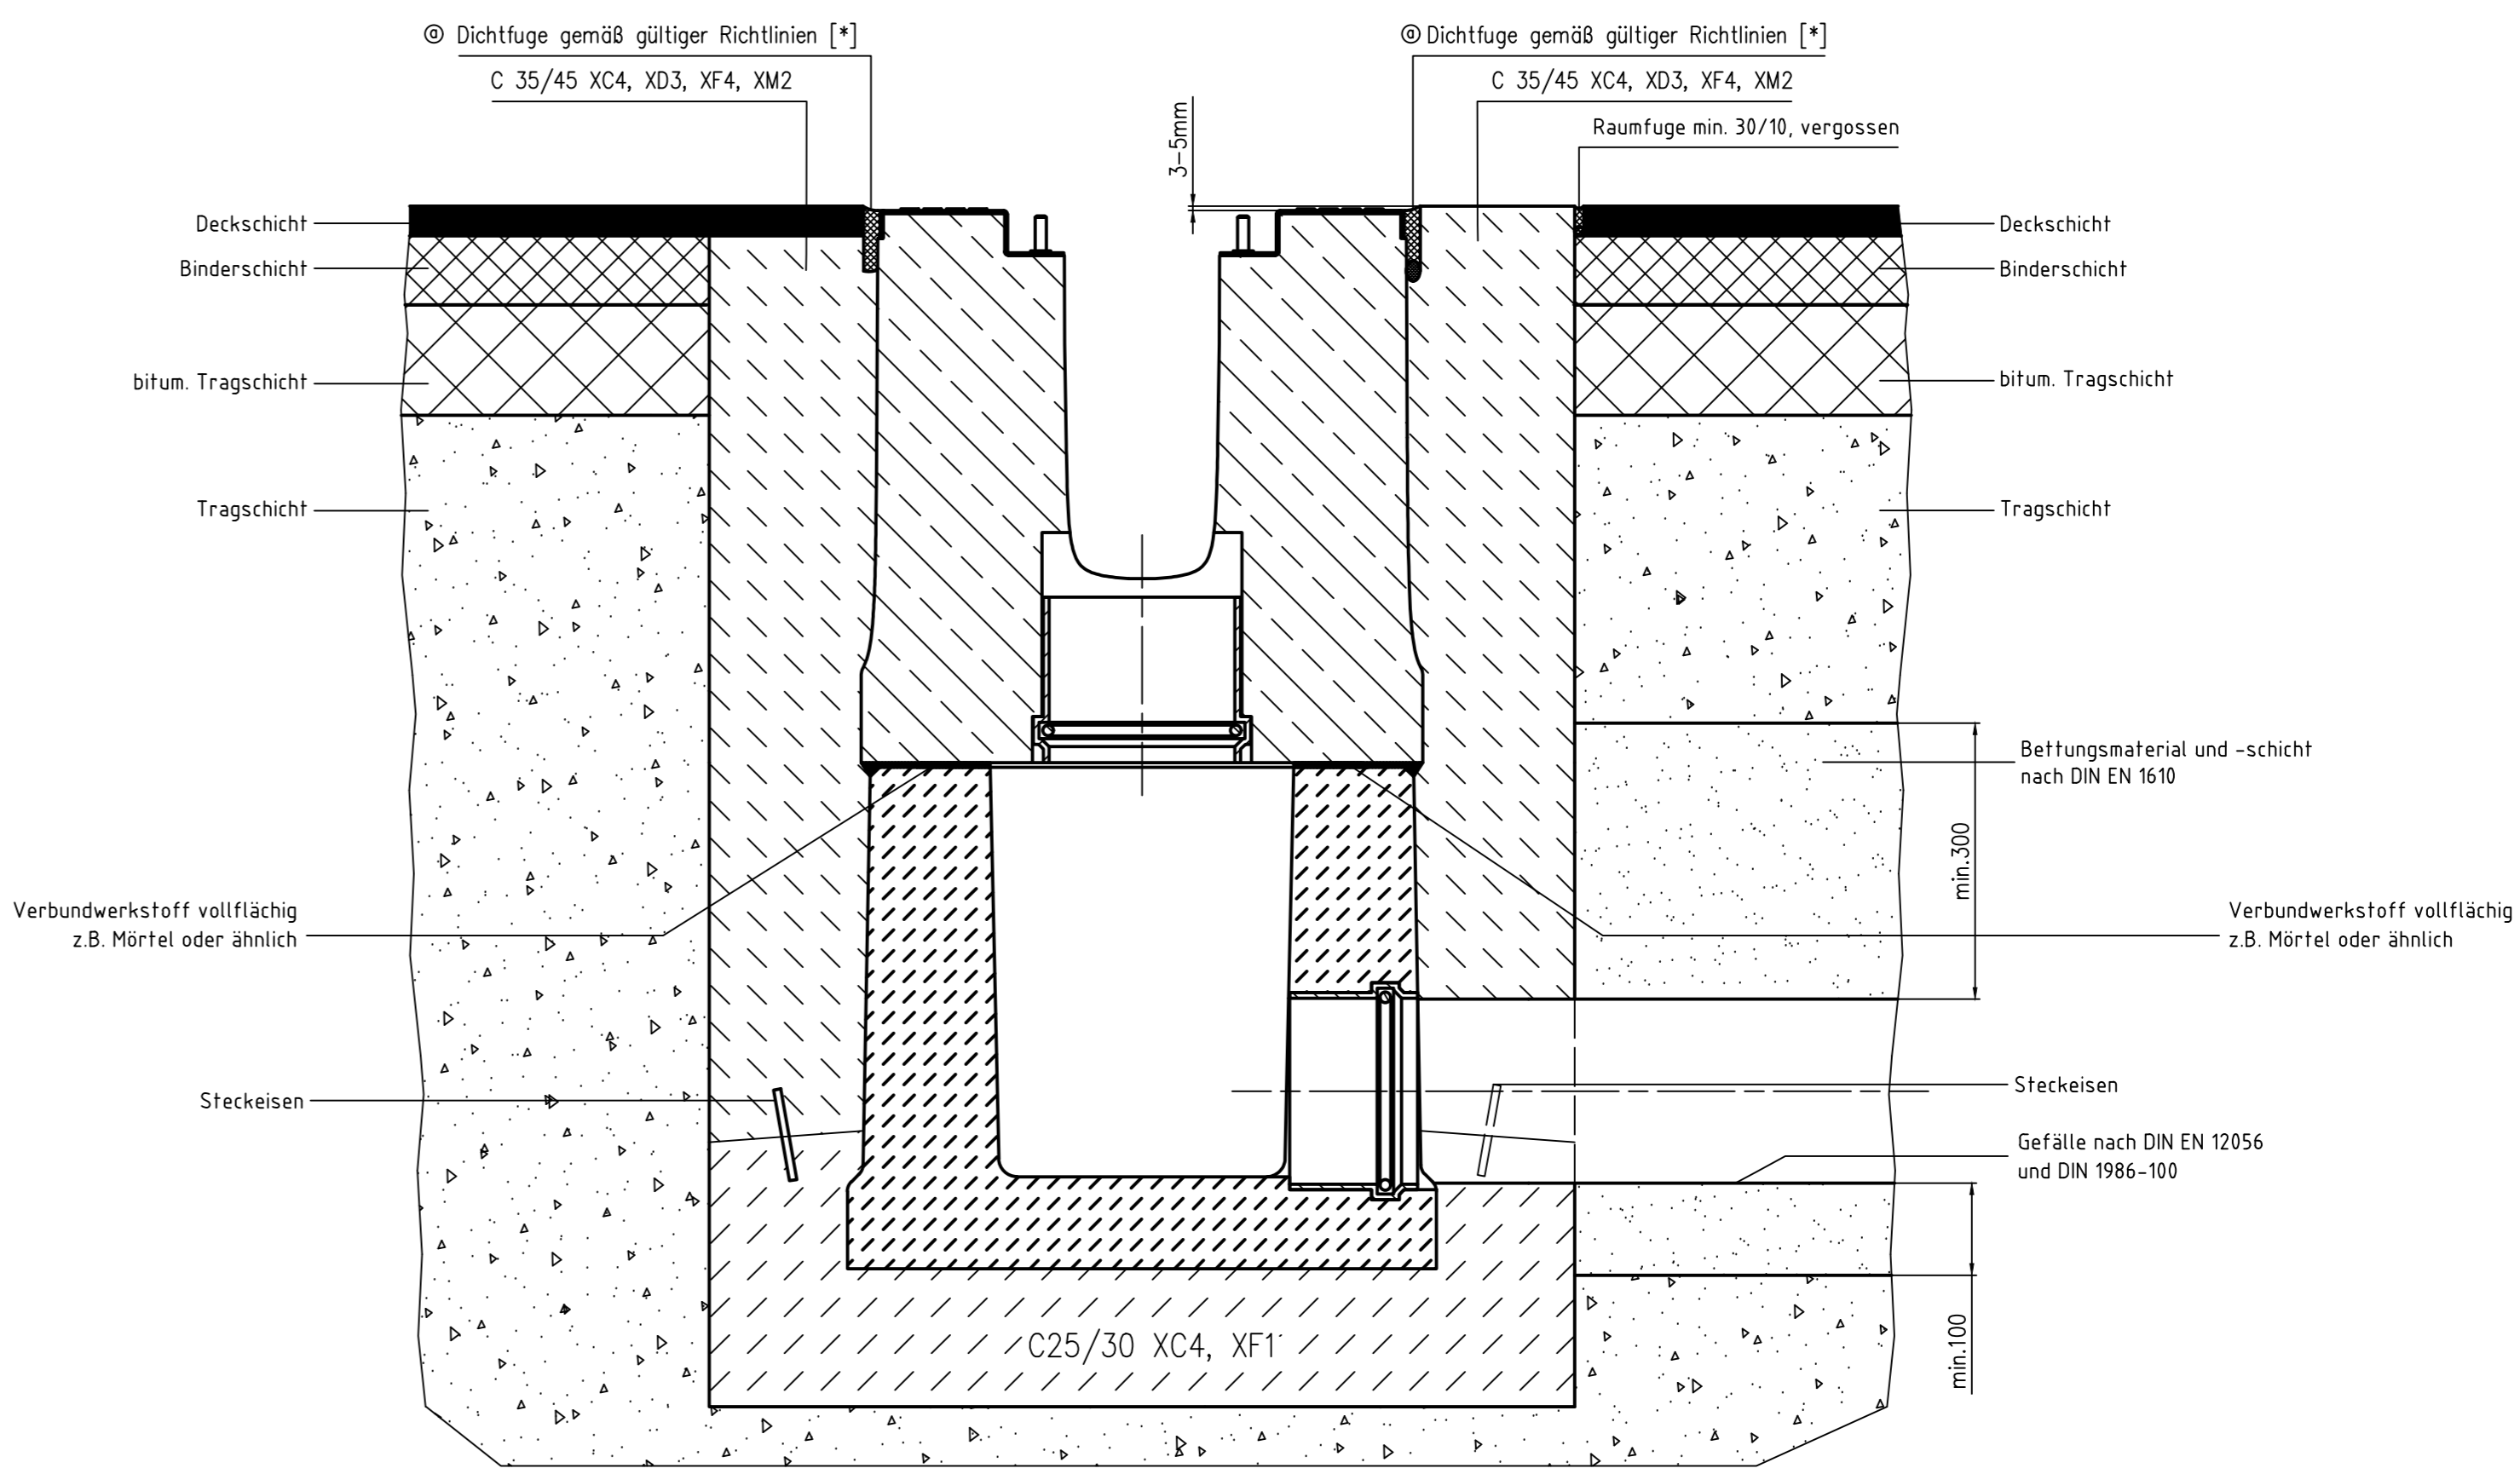 ⓐ Dichtfuge gemäß gültiger Richtlinien [*]
C 35/45 XC4, XD3, XF4, XM2
ⓐ Dichtfuge gemäß gültiger Richtlinien [*]
C 35/45 XC4, XD3, XF4, XM2
Raumfuge min. 30/10, vergossen
3-5mm
Deckschicht
Binderschicht
bitum. Tragschicht
Tragschicht
Verbundwerkstoff vollflächig
z.B. Mörtel oder ähnlich
Steckeisen
Deckschicht
Binderschicht
bitum. Tragschicht
Tragschicht
Bettungsmaterial und -schicht
nach DIN EN 1610
min.300
Verbundwerkstoff vollflächig
z.B. Mörtel oder ähnlich
Steckeisen
Gefälle nach DIN EN 12056
und DIN 1986-100
min.100
C25/30 XC4, XF1